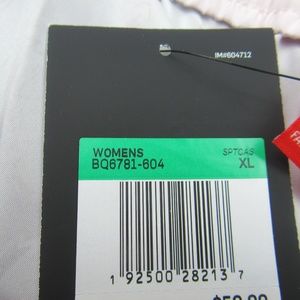 IM#604712
WOMENS SPTCAS
BQ6781-604 XL
1 92500 28213 7